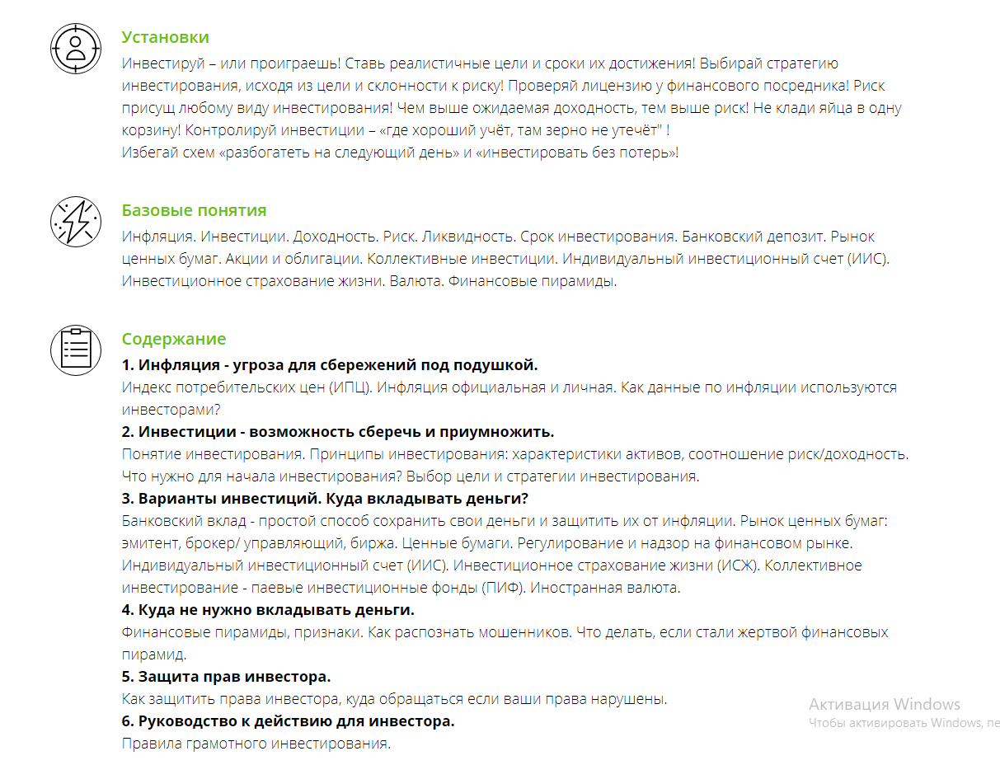 Установки
Инвестируй – или проиграешь! Ставь реалистичные цели и сроки их достижения! Выбирай стратегию
инвестирования, исходя из цели и склонности к риску! Проверяй лицензию у финансового посредника! Риск
присущ любому виду инвестирования! Чем выше ожидаемая доходность, тем выше риск! Не клади яйца в одну
корзину! Контролируй инвестиции – «где хороший учёт, там зерно не утечёт" !
Избегай схем «разбогатеть на следующий день» и «инвестировать без потерь»!
Базовые понятия
Инфляция. Инвестиции. Доходность. Риск. Ликвидность. Срок инвестирования. Банковский депозит. Рынок
ценных бумаг. Акции и облигации. Коллективные инвестиции. Индивидуальный инвестиционный счет (ИИС).
Инвестиционное страхование жизни. Валюта. Финансовые пирамиды.
Содержание
1. Инфляция - угроза для сбережений под подушкой.
Индекс потребительских цен (ИПЦ). Инфляция официальная и личная. Как данные по инфляции используются
инвесторами?
2. Инвестиции - возможность сберечь и приумножить.
Понятие инвестирования. Принципы инвестирования: характеристики активов, соотношение риск/доходность.
Что нужно для начала инвестирования? Выбор цели и стратегии инвестирования.
3. Варианты инвестиций. Куда вкладывать деньги?
Банковский вклад - простой способ сохранить свои деньги и защитить их от инфляции. Рынок ценных бумаг:
эмитент, брокер/ управляющий, биржа. Ценные бумаги. Регулирование и надзор на финансовом рынке.
Индивидуальный инвестиционный счет (ИИС). Инвестиционное страхование жизни (ИСЖ). Коллективное
инвестирование - паевые инвестиционные фонды (ПИФ). Иностранная валюта.
4. Куда не нужно вкладывать деньги.
Финансовые пирамиды, признаки. Как распознать мошенников. Что делать, если стали жертвой финансовых
пирамид.
5. Защита прав инвестора.
Как защитить права инвестора, куда обращаться если ваши права нарушены.
6. Руководство к действию для инвестора.
Правила грамотного инвестирования.
Активация Windows
Чтобы активировать Windows, пе